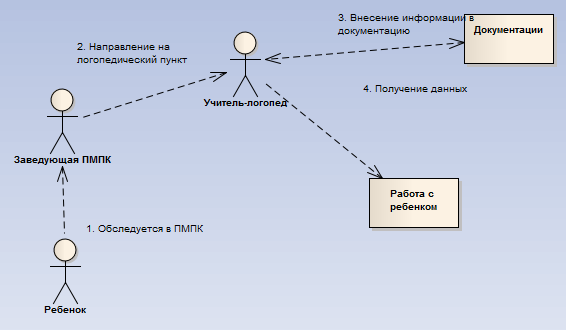 3. Внесение информации в
документацию
Документации
2. Направление на
логопедический пункт
4. Получение данных
Учитель-логопед
Заведующая ПМПК
Работа с
ребенком
1. Обследуется в ПМПК
Ребенок